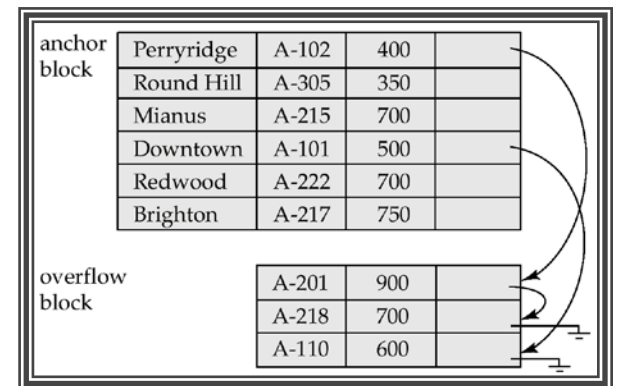 anchor block
Perryridge A-102 400
Round Hill A-305 350
Mianus A-215 700
Downtown A-101 500
Redwood A-222 700
Brighton A-217 750
overflow block
A-201 900
A-218 700
A-110 600